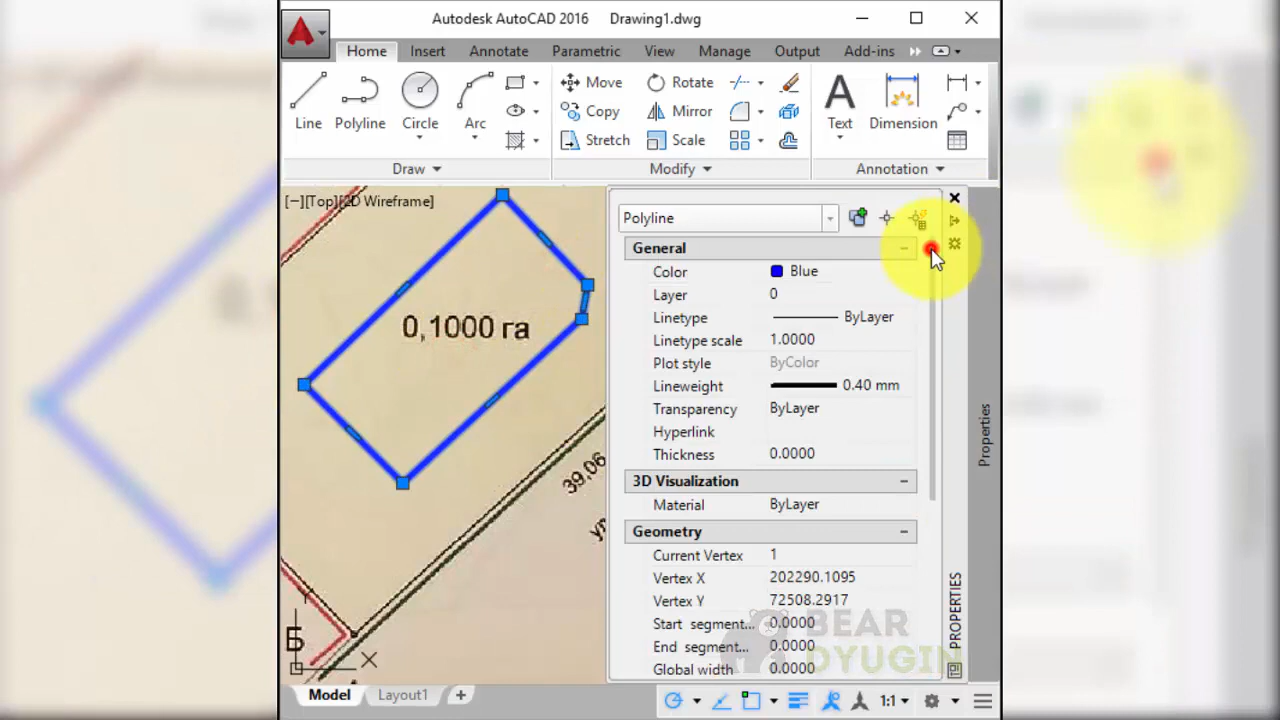 Autodesk AutoCAD 2016 Drawing1.dwg
Home Insert Annotate Parametric View Manage Output Add-ins
Line Polyline Circle Arc
Move Rotate
Copy Mirror
Stretch Scale
Text Dimension
Draw Modify Annotation
[−][Top][2D Wireframe]
0,1000 га
39,06
ул
Б
Polyline
General
Color Blue
Layer 0
Linetype ByLayer
Linetype scale 1.0000
Plot style ByColor
Lineweight 0.40 mm
Transparency ByLayer
Hyperlink
Thickness 0.0000
3D Visualization
Material ByLayer
Geometry
Current Vertex 1
Vertex X 202290.1095
Vertex Y 72508.2917
Start segment... 0.0000
End segment... 0.0000
Global width 0.0000
Properties
PROPERTIES
BEAR
DYUGIN
Model Layout1 +
1:1